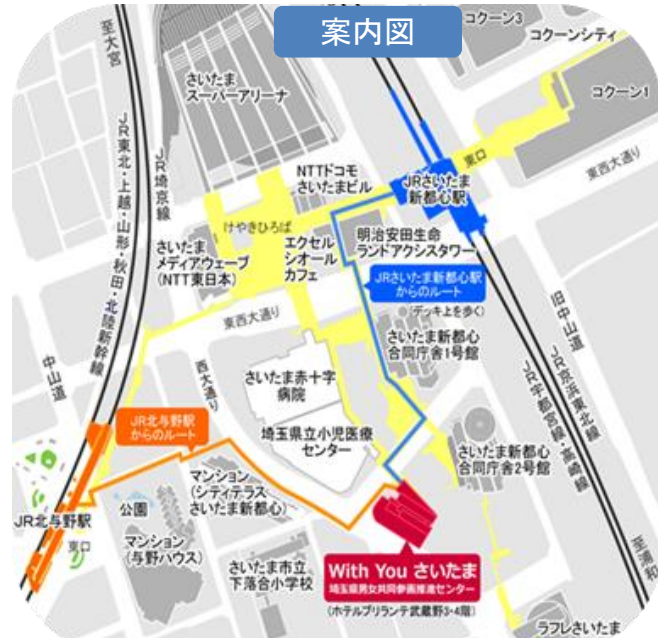 案内図
至大宮
コクーン3
コクーンシティ
さいたま
スーパーアリーナ
コクーン1
JR東北・上越・山形・秋田・北陸新幹線
JR埼京線
東口
NTTドコモ
さいたまビル
JRさいたま
新都心駅
東西大通り
けやきひろば
さいたま
メディアウェーブ
(NTT東日本)
エクセル
シオール
カフェ
明治安田生命
ランドアクシスタワー
JRさいたま新都心駅
からのルート
(デッキ上を歩く)
旧中山道
東西大通り
さいたま新都心
合同庁舎1号館
中山道
西大通り
さいたま赤十字
病院
JR京浜東北線
JR宇都宮線・高崎線
JR北与野駅
からのルート
埼玉県立小児医療
センター
さいたま新都心
合同庁舎2号館
マンション
(シティテラス
さいたま新都心)
公園
JR北与野駅
東口
マンション
(与野ハウス)
さいたま市立
下落合小学校
With You さいたま
埼玉県男女共同参画推進センター
(ホテルブリランテ武蔵野3・4階)
至浦和
ラフレさいたま